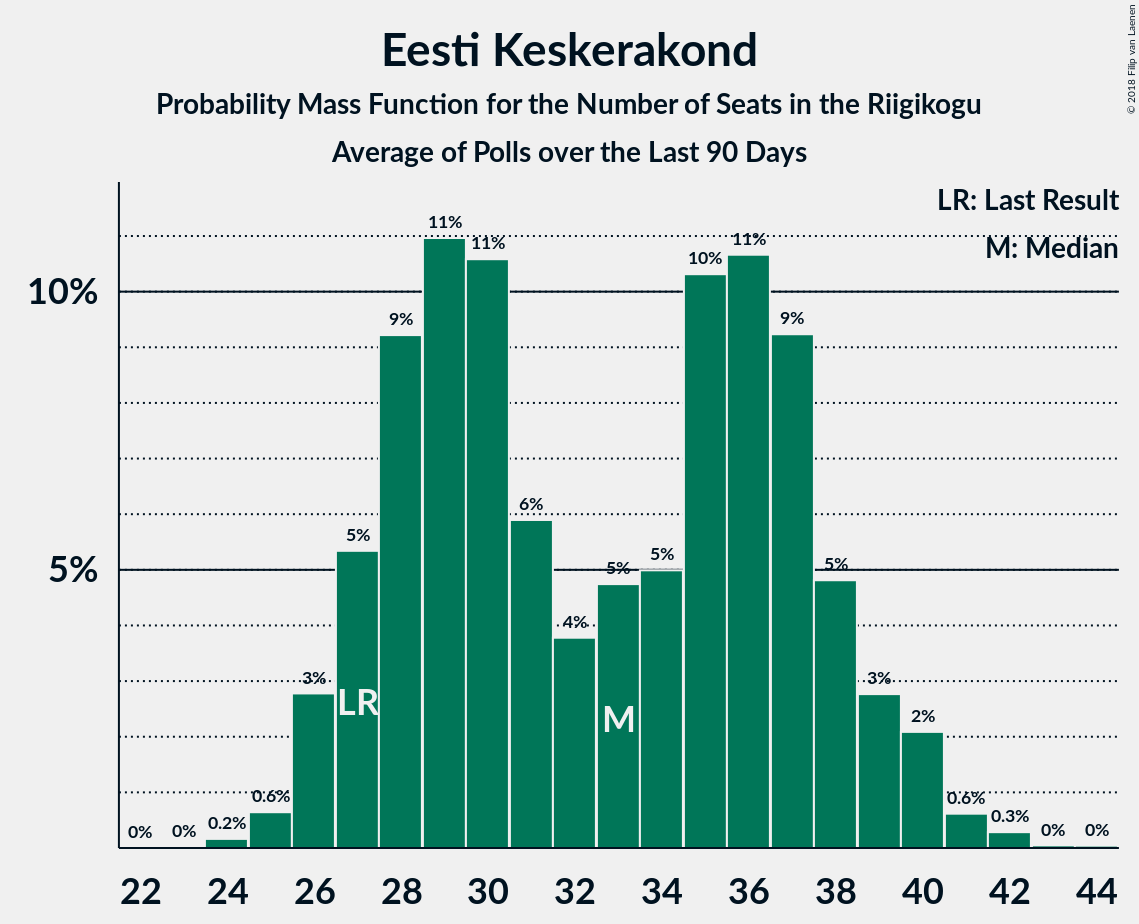 © 2018 Filip van Laenen
Eesti Keskerakond
Probability Mass Function for the Number of Seats in the Riigikogu
Average of Polls over the Last 90 Days
LR: Last Result
M: Median
10%
5%
0%
0%
0.2%
0.6%
3%
5%
9%
11%
11%
6%
4%
5%
5%
10%
11%
9%
5%
3%
2%
0.6%
0.3%
0%
0%
LR
M
22 24 26 28 30 32 34 36 38 40 42 44